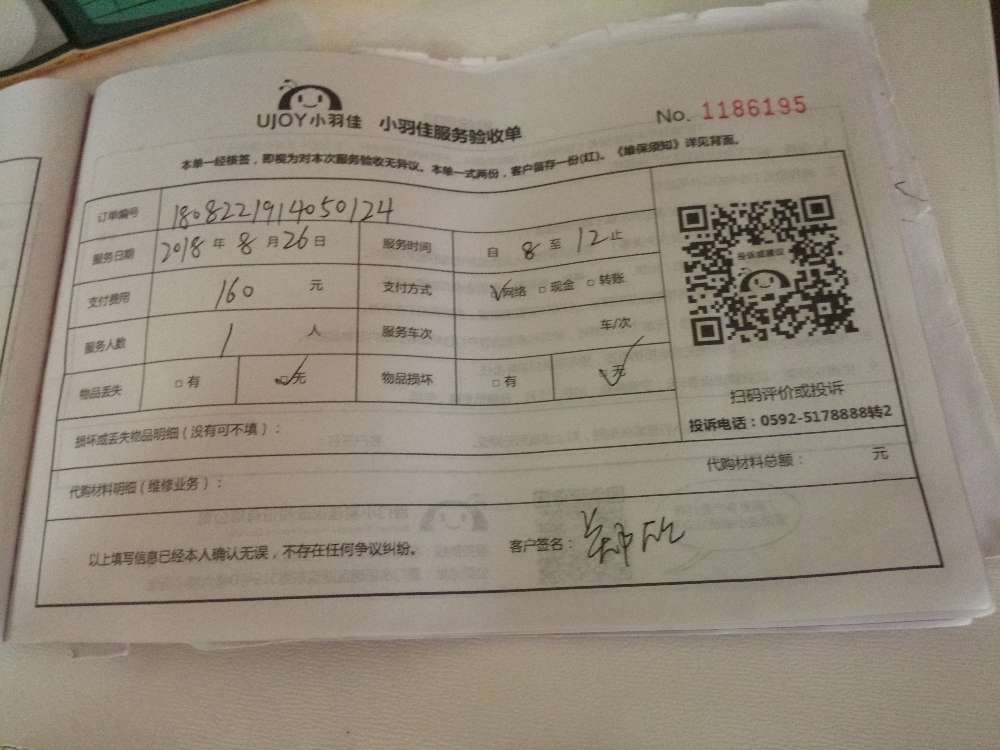 UJOY小羽佳 小羽佳服务验收单 No. 1186195
本单一经核签，即视为对本次服务验收无异议。本单一式两份，客户留存一份(红)。《维保须知》详见背面。
订单编号 1808221914050124
服务日期 2018 年 8 月 26 日 服务时间 自 8 至 12 止
投诉或建议
支付费用 160 元 支付方式 ☑网络 □现金 □转账
服务人数 1 人 服务车次 车/次
物品丢失 □有 ☑无 物品损坏 □有 ☑无
扫码评价或投诉
投诉电话：0592-5178888转2
损坏或丢失物品明细（没有可不填）：
代购材料明细（维修业务）： 代购材料总额： 元
以上填写信息已经本人确认无误，不存在任何争议纠纷。 客户签名：